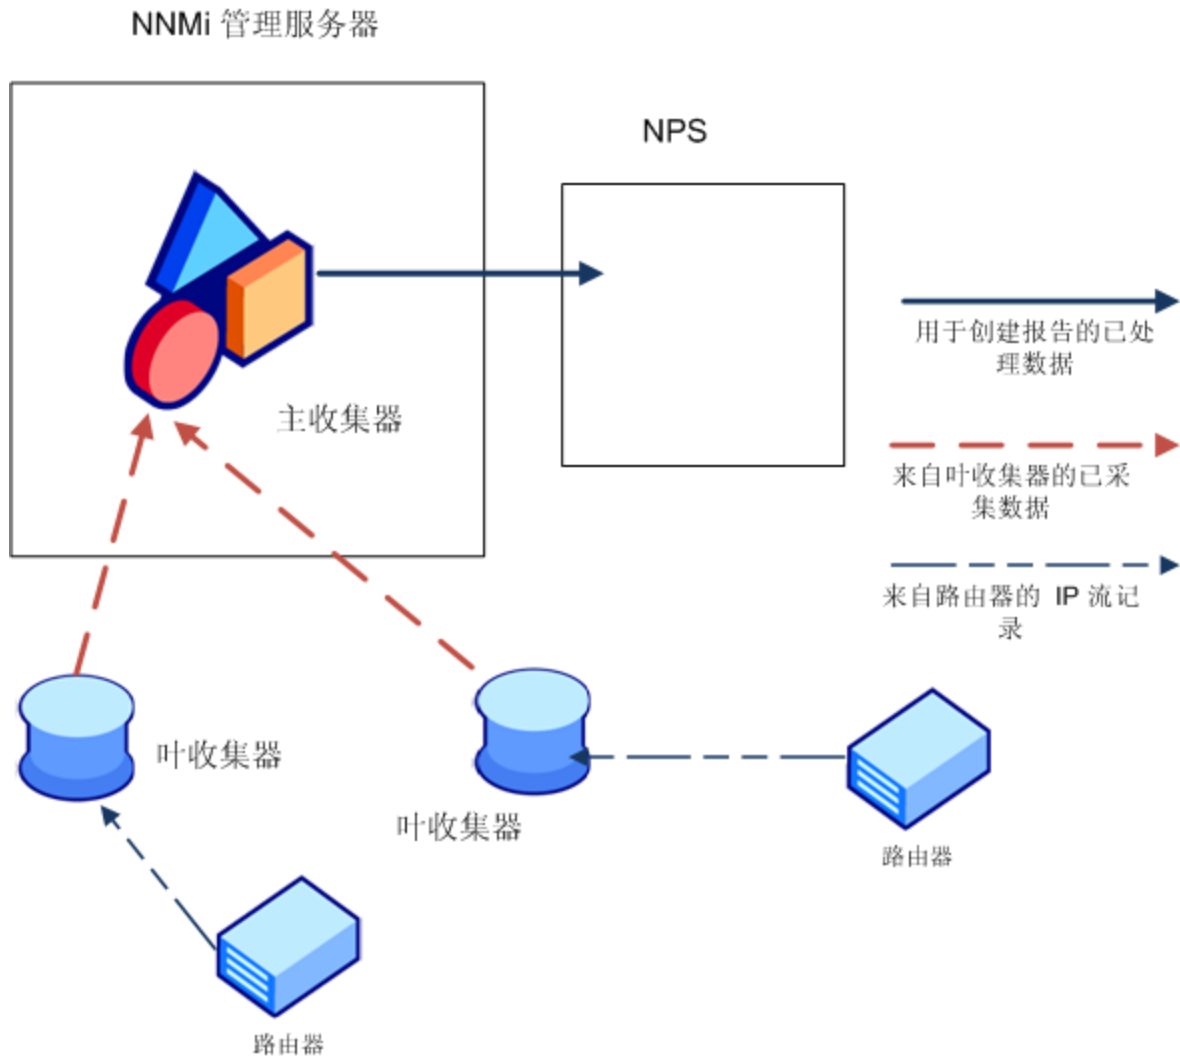 NNMi 管理服务器
NPS
主收集器
用于创建报告的已处
理数据
来自叶收集器的已采
集数据
来自路由器的 IP 流记
录
叶收集器
叶收集器
路由器
路由器